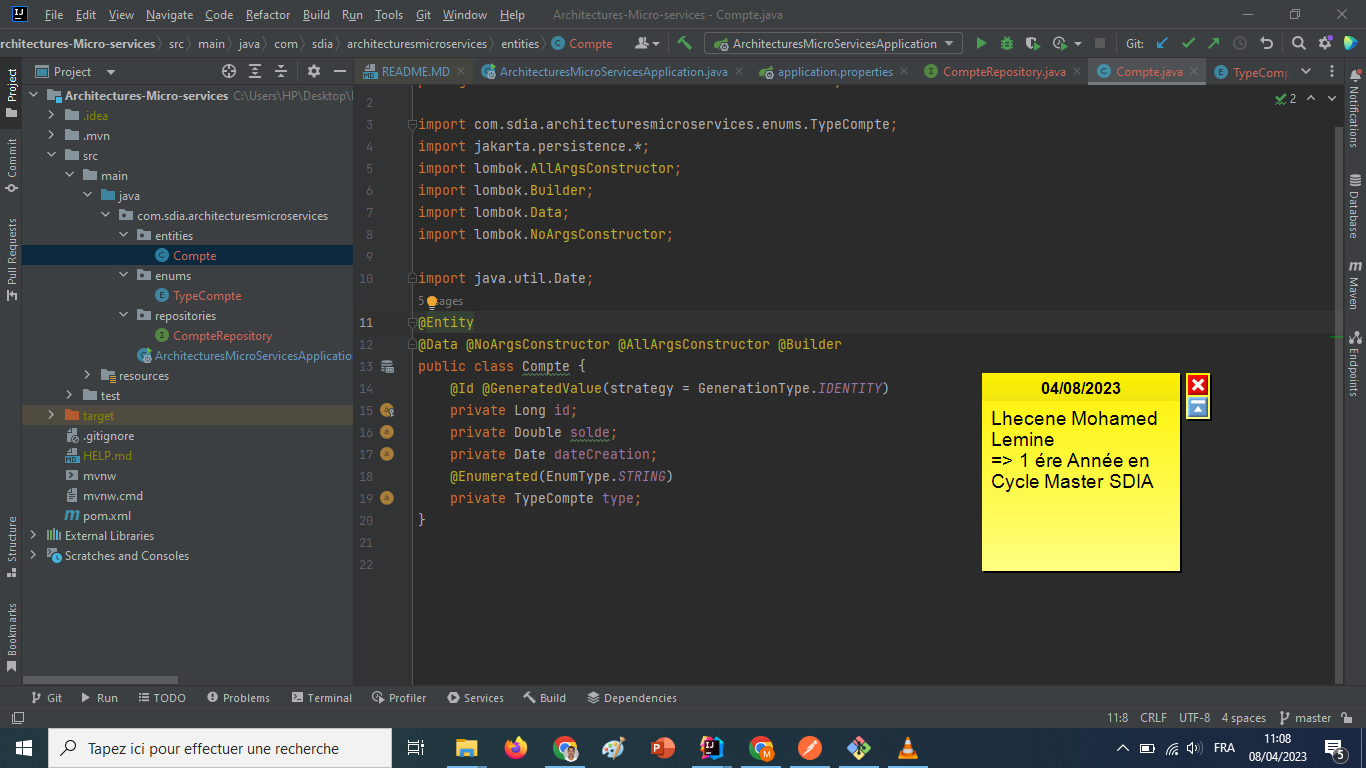 File Edit View Navigate Code Refactor Build Run Tools Git Window Help Architectures-Micro-services - Compte.java
rchitectures-Micro-services src main java com sdia architecturesmicroservices entities Compte ArchitecturesMicroServicesApplication Git:
Project
README.MD ArchitecturesMicroServicesApplication.java application.properties CompteRepository.java Compte.java TypeComp
Project
Commit
Pull Requests
Structure
Bookmarks
Architectures-Micro-services C:\Users\HP\Desktop\
.idea
.mvn
src
main
java
com.sdia.architecturesmicroservices
entities
Compte
enums
TypeCompte
repositories
CompteRepository
ArchitecturesMicroServicesApplicatio
resources
test
target
.gitignore
HELP.md
mvnw
mvnw.cmd
pom.xml
External Libraries
Scratches and Consoles
2
2
3 import com.sdia.architecturesmicroservices.enums.TypeCompte;
4 import jakarta.persistence.*;
5 import lombok.AllArgsConstructor;
6 import lombok.Builder;
7 import lombok.Data;
8 import lombok.NoArgsConstructor;
9
10 import java.util.Date;
5 sages
11 @Entity
12 @Data @NoArgsConstructor @AllArgsConstructor @Builder
13 public class Compte {
14 @Id @GeneratedValue(strategy = GenerationType.IDENTITY)
15 private Long id;
16 private Double solde;
17 private Date dateCreation;
18 @Enumerated(EnumType.STRING)
19 private TypeCompte type;
20 }
21
22
04/08/2023
Lhecene Mohamed
Lemine
=> 1 ére Année en
Cycle Master SDIA
Notifications
Database
Maven
Endpoints
Git Run TODO Problems Terminal Profiler Services Build Dependencies
11:8 CRLF UTF-8 4 spaces master
Tapez ici pour effectuer une recherche
FRA
11:08
08/04/2023
5